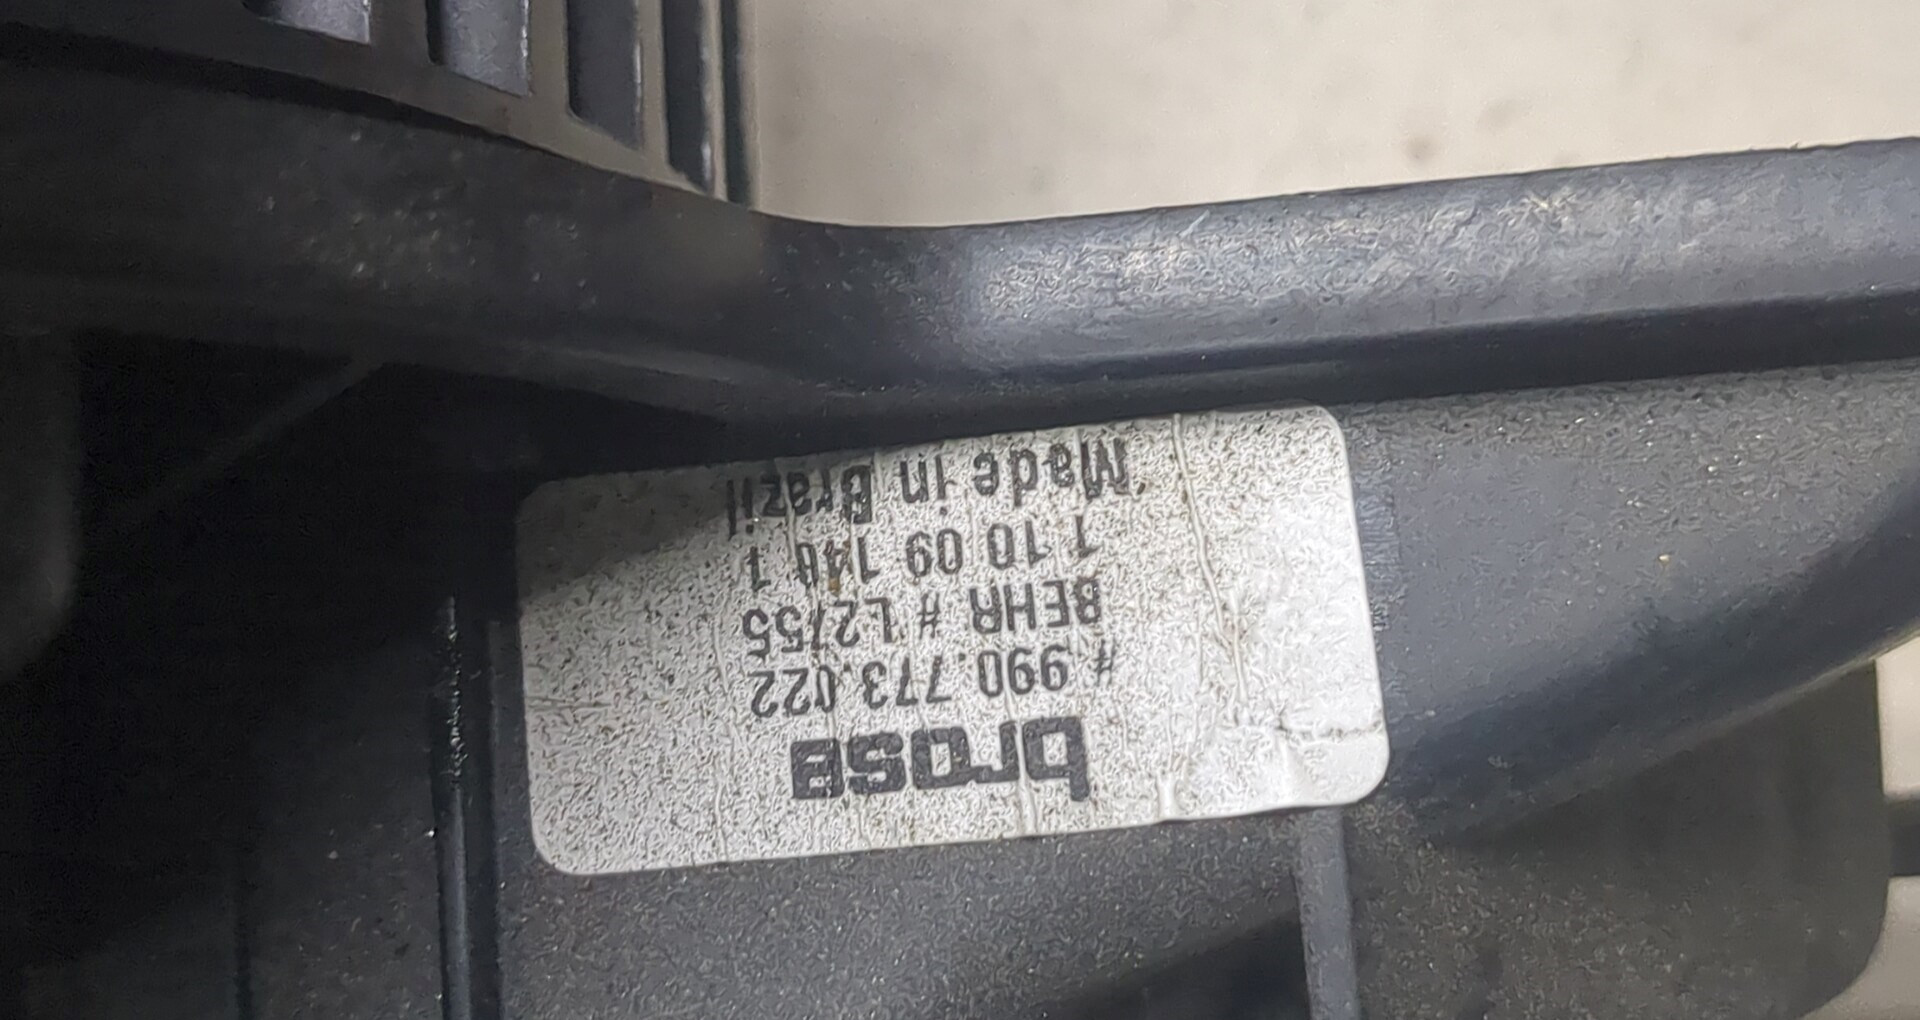 brose
# 990.773.022
BEHR # L2755
1 10 09 140 1
Made in Brazil